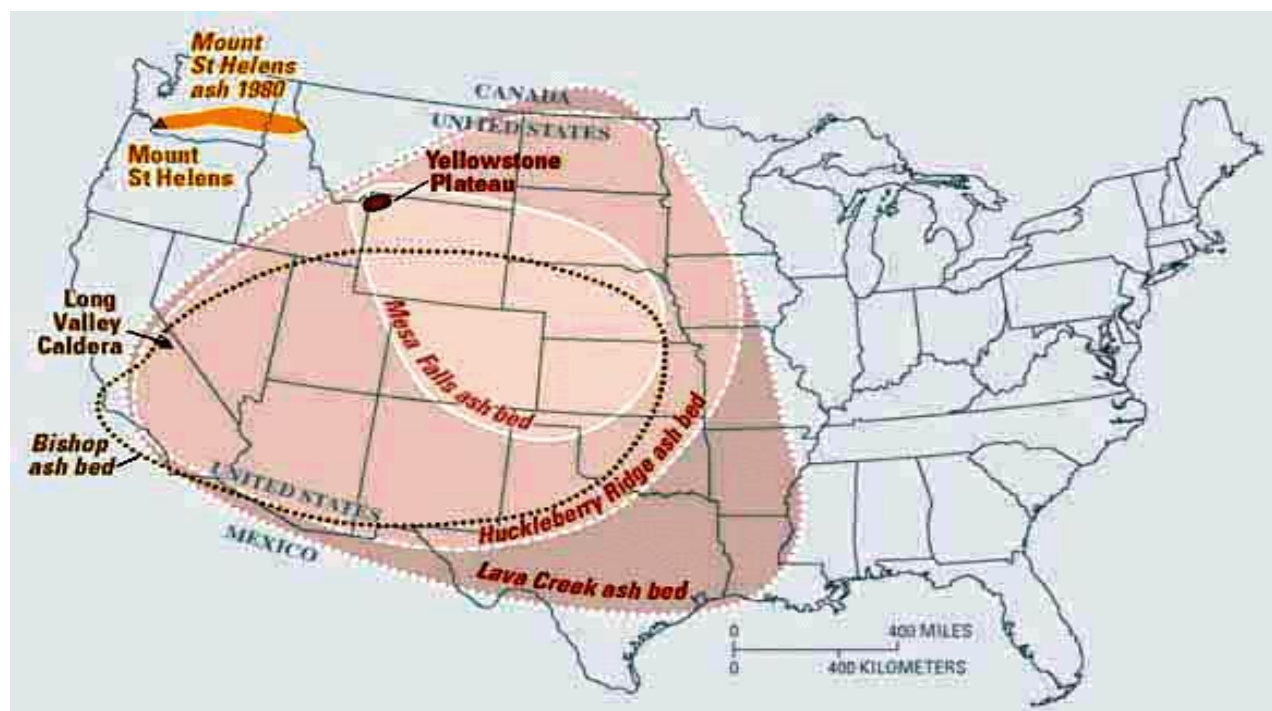 Mount
St Helens
ash 1980
CANADA
UNITED STATES
Mount
St Helens
Yellowstone
Plateau
Long
Valley
Caldera
Mesa Falls ash bed
Bishop
ash bed
Huckleberry Ridge ash bed
UNITED STATES
MEXICO
Lava Creek ash bed
0 400 MILES
0 400 KILOMETERS